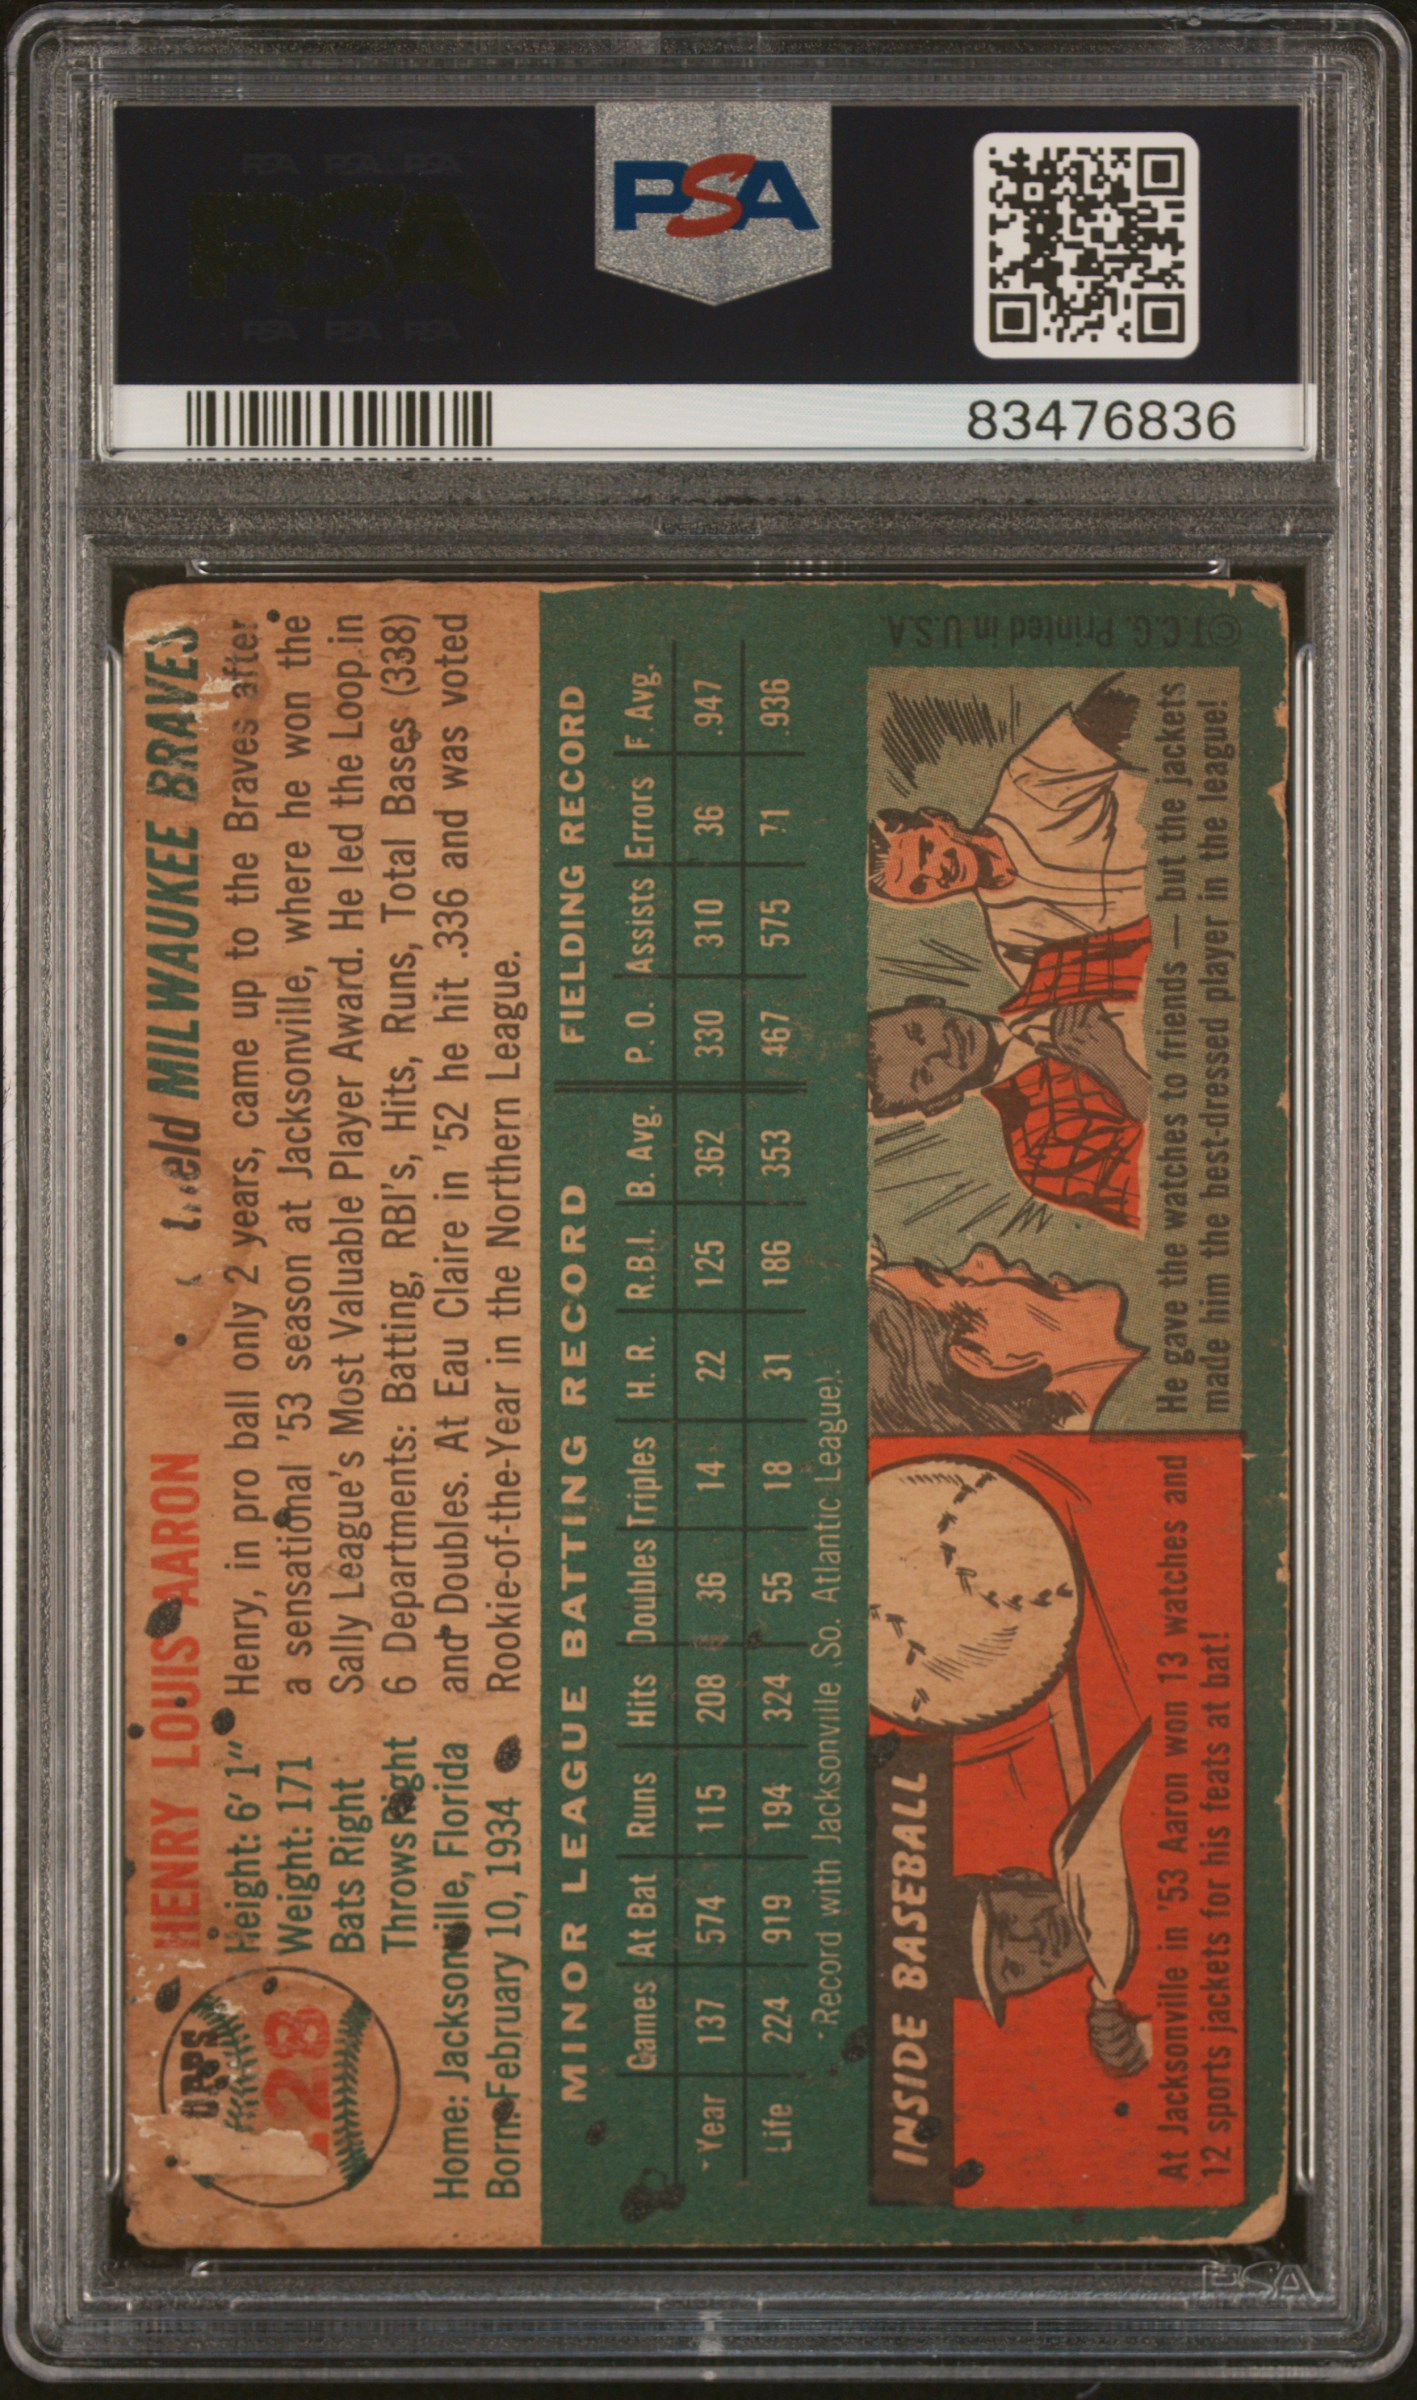 PSA
PSA PSA PSA
PSA
PSA PSA PSA
83476836
HENRY LOUIS AARON
MILWAUKEE BRAVES
OPPS
128
Height: 6' 1"
Weight: 171
Bats Right
Throws Right
Home: Jacksonville, Florida
Born: February 10, 1934
Henry, in pro ball only 2 years, came up to the Braves after
a sensational '53 season at Jacksonville, where he won the
Sally League's Most Valuable Player Award. He led the Loop in
6 Departments: Batting, RBI's, Hits, Runs, Total Bases (338)
and Doubles. At Eau Claire in '52 he hit .336 and was voted
Rookie-of-the-Year in the Northern League.
MINOR LEAGUE BATTING RECORD FIELDING RECORD
Games At Bat Runs Hits Doubles Triples H. R. R.B.I. B. Avg. P. O. Assists Errors F. Avg.
Year 137 574 115 208 36 14 22 125 .362 330 310 36 .947
Life 224 919 194 324 55 18 31 186 .353 467 575 71 .936
Record with Jacksonville (So. Atlantic League).
INSIDE BASEBALL
At Jacksonville in '53 Aaron won 13 watches and
12 sports jackets for his feats at bat!
He gave the watches to friends — but the jackets
made him the best-dressed player in the league!
© T.C.G. Printed in U.S.A
PSA